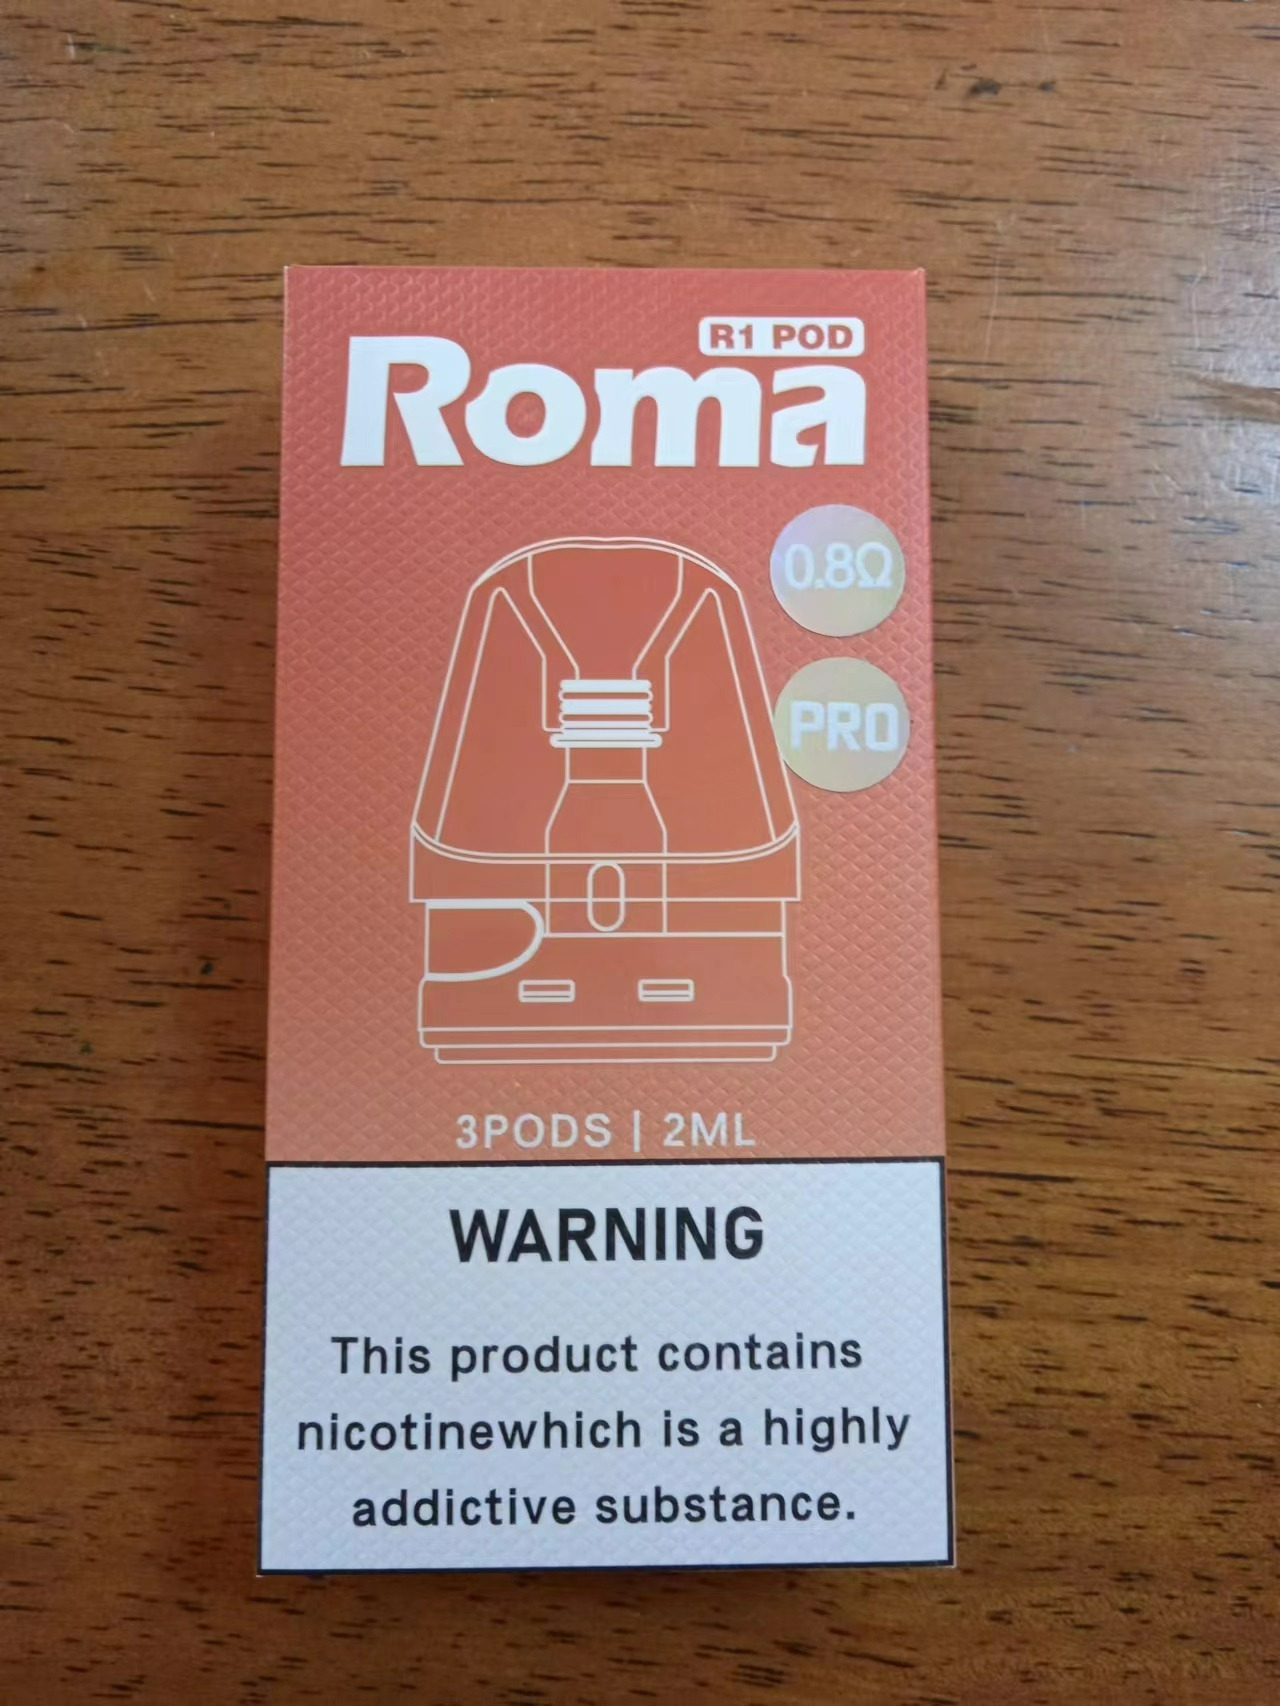 R1 POD
Roma
0.8Ω
PRO
3PODS | 2ML
WARNING
This product contains
nicotinewhich is a highly
addictive substance.